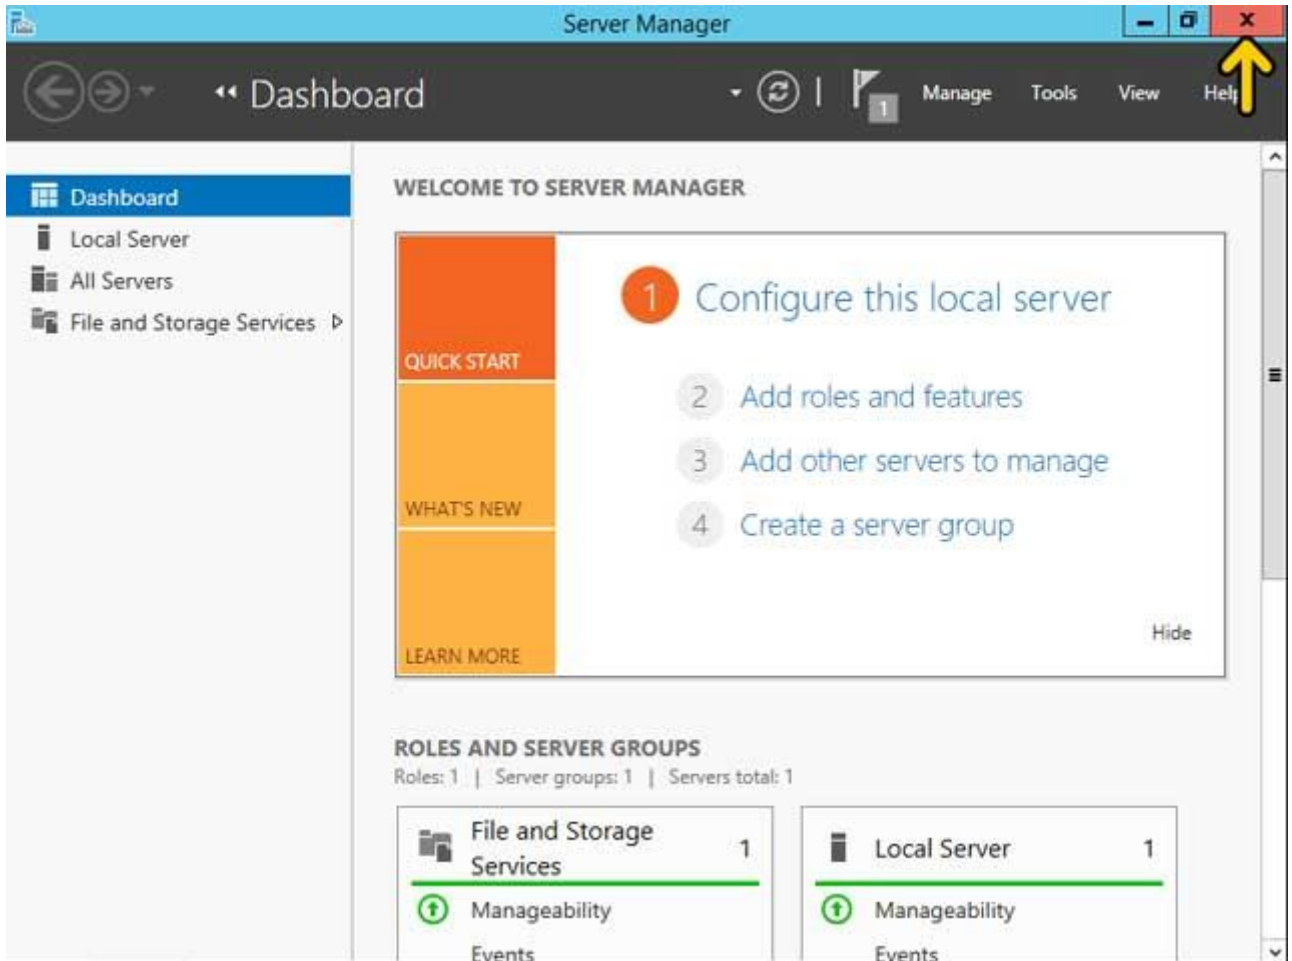 Server Manager
Dashboard
1
Manage
Tools
View
Help
Dashboard
Local Server
All Servers
File and Storage Services
WELCOME TO SERVER MANAGER
QUICK START
WHAT'S NEW
LEARN MORE
1 Configure this local server
2 Add roles and features
3 Add other servers to manage
4 Create a server group
Hide
ROLES AND SERVER GROUPS
Roles: 1 | Server groups: 1 | Servers total: 1
File and Storage
Services
1
Manageability
Events
Local Server 1
Manageability
Events